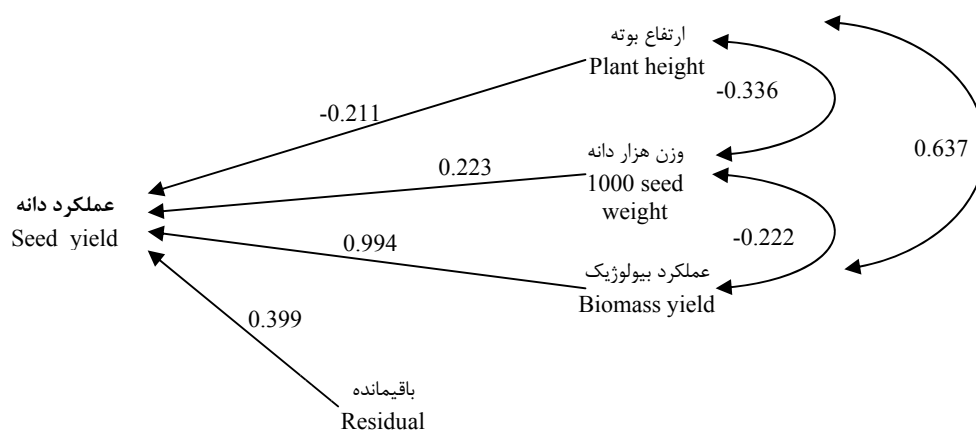 ارتفاع بوته
Plant height
-0.336
-0.211
0.637
وزن هزار دانه
1000 seed
weight
0.223
عملکرد دانه
Seed yield
-0.222
0.994
عملکرد بیولوژیک
Biomass yield
0.399
باقیمانده
Residual